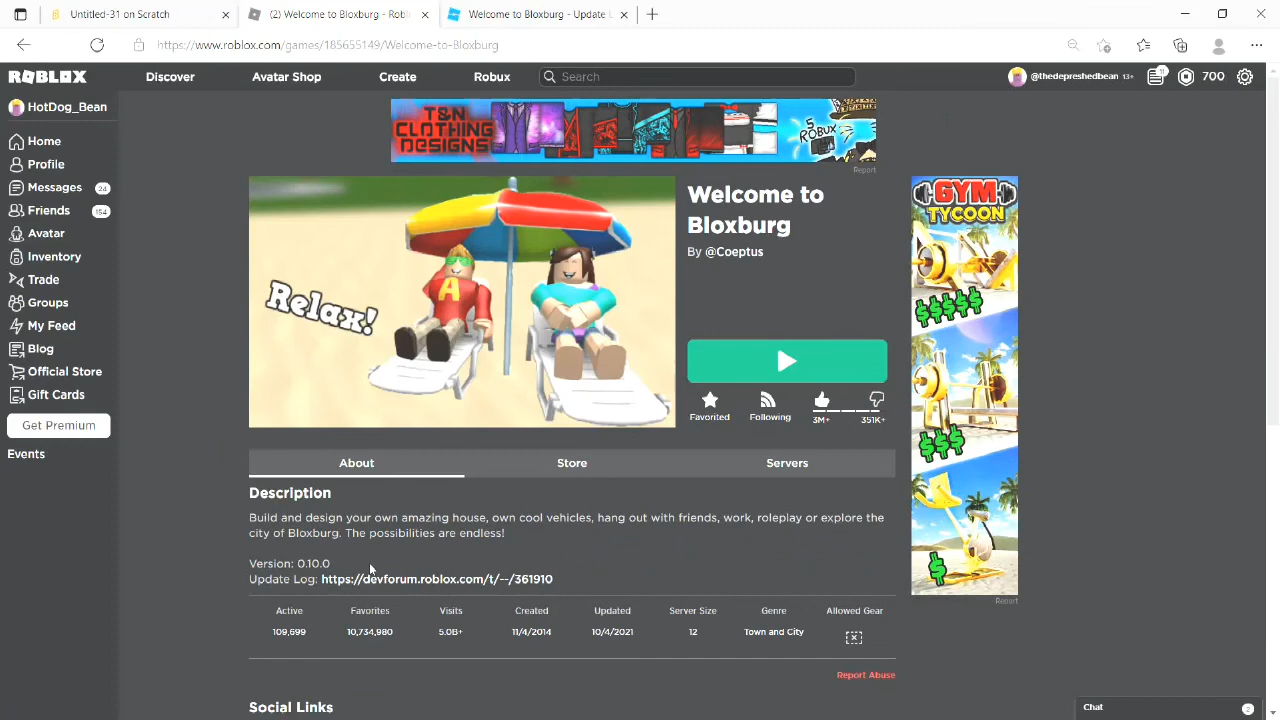 Untitled-31 on Scratch
(2) Welcome to Bloxburg - Robl
Welcome to Bloxburg - Update L
https://www.roblox.com/games/185655149/Welcome-to-Bloxburg
ROBLOX
Discover
Avatar Shop
Create
Robux
Search
@thedepreshedbean 13+
1
700
HotDog_Bean
Home
Profile
Messages 24
Friends 154
Avatar
Inventory
Trade
Groups
My Feed
Blog
Official Store
Gift Cards
Get Premium
Events
T&N
CLOTHING
DESIGNS
5
ROBUX
Report
Relax!
A
Welcome to
Bloxburg
By @Coeptus
Favorited
Following
3M+
351K+
GYM
TYCOON
$$$$$
$$$
$
Report
About
Store
Servers
Description
Build and design your own amazing house, own cool vehicles, hang out with friends, work, roleplay or explore the
city of Bloxburg. The possibilities are endless!
Version: 0.10.0
Update Log: https://devforum.roblox.com/t/--/361910
Active Favorites Visits Created Updated Server Size Genre Allowed Gear
109,699 10,734,980 5.0B+ 11/4/2014 10/4/2021 12 Town and City
Report Abuse
Social Links
Chat 2